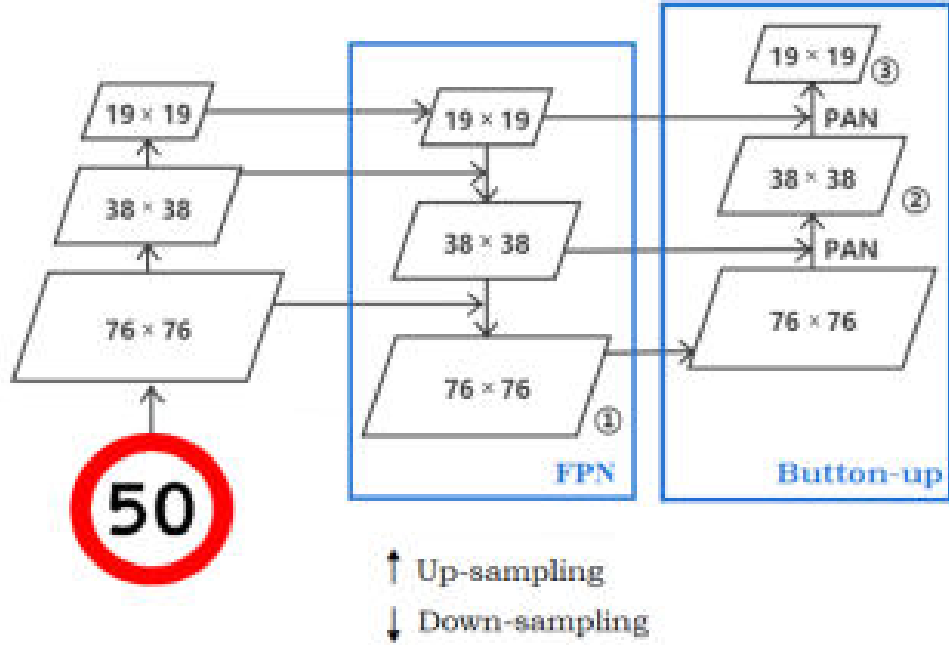 19 × 19
38 × 38
76 × 76
50
19 × 19
38 × 38
76 × 76
①
FPN
19 × 19
③
PAN
38 × 38
②
PAN
76 × 76
Button-up
↑ Up-sampling
↓ Down-sampling